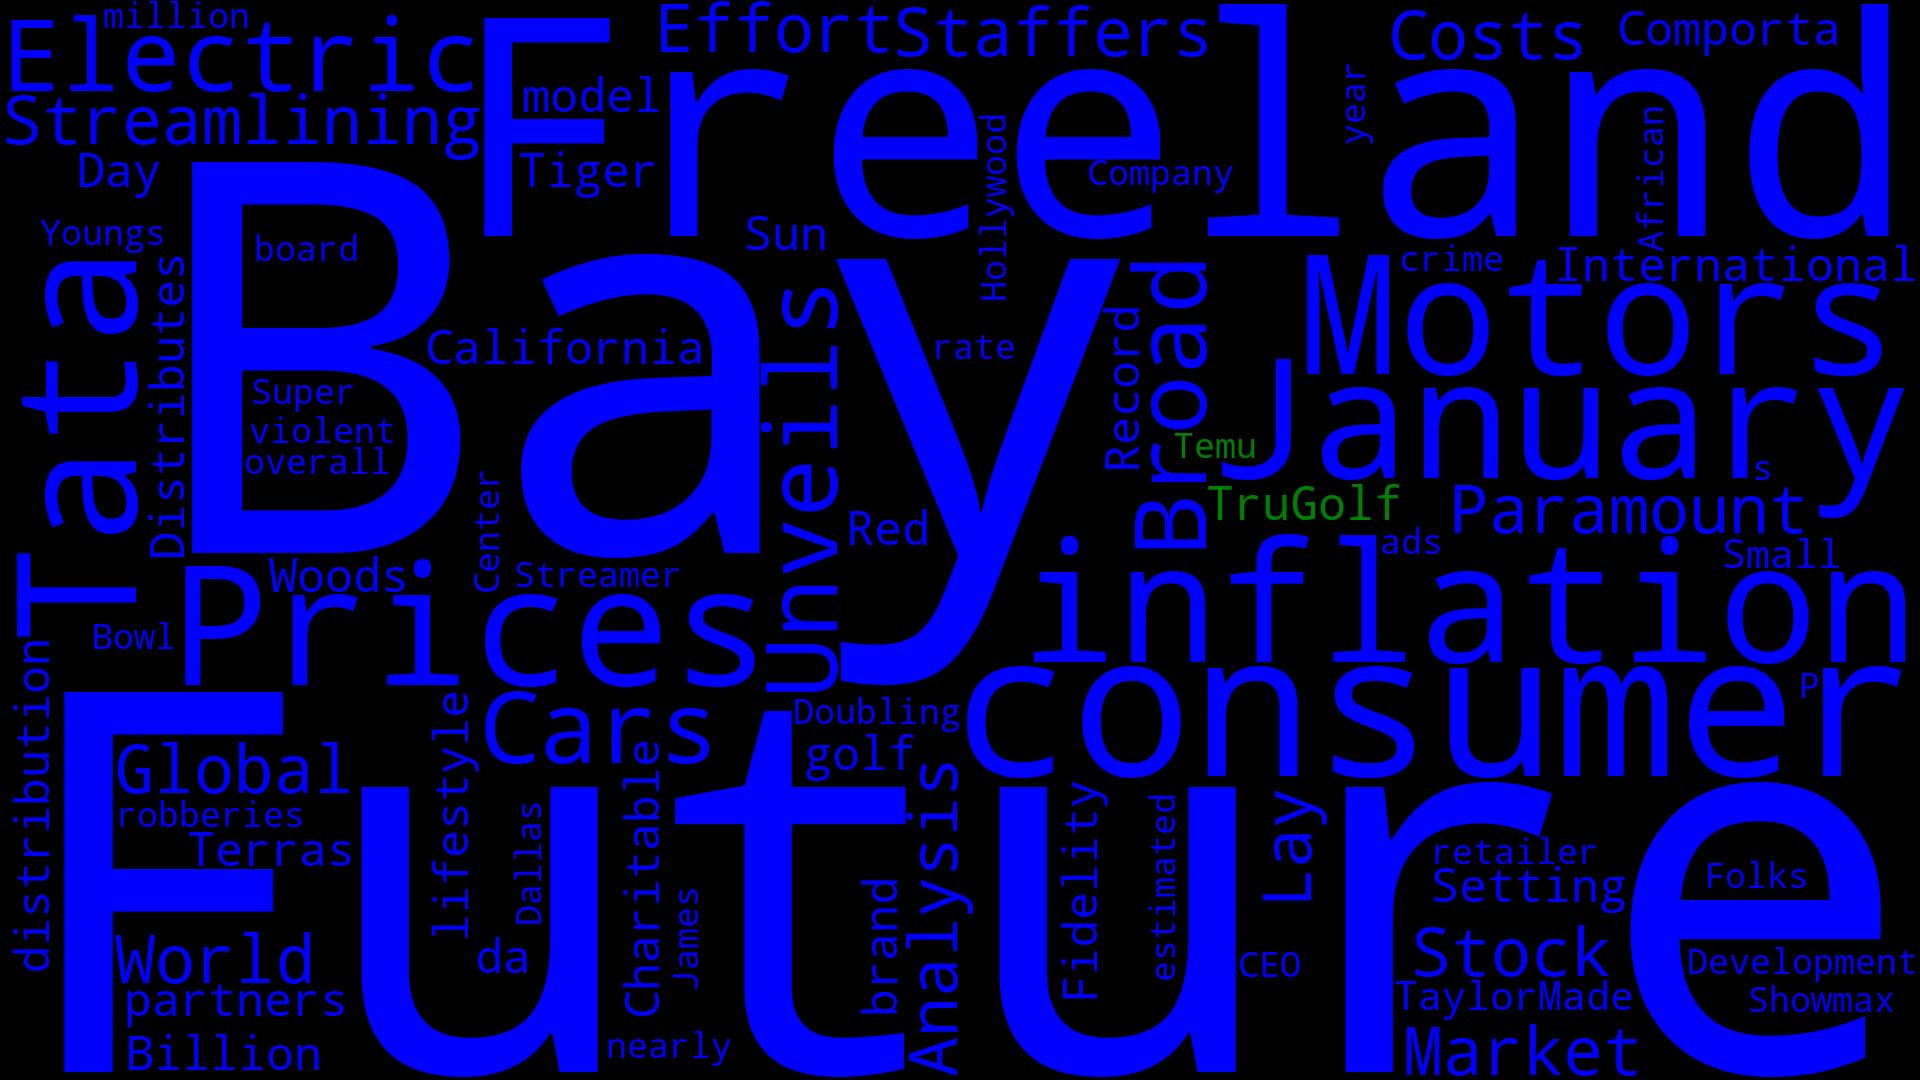 million
Electric
Streamlining
Day
Freeland
model
Tiger
Effort
Staffers
Hollywood
Company
Costs
Comporta
year
African
Youngs
Tata
Distributes
Bay
board
California
Super
violent
overall
Sun
Unveils
rate
Record
Broad
crime
International
Motors
January
Temu
s
TruGolf
Paramount
Red
ads
Small
Center
Woods
Streamer
Prices
Bowl
inflation
consumer
P
distribution
Future
Global
robberies
Terras
World
partners
Billion
lifestyle
Cars
Dallas
da
Charitable
James
nearly
Doubling
golf
brand
Analysis
Fidelity
estimated
Lay
CEO
retailer
Setting
Folks
Stock
Development
TaylorMade
Showmax
Market